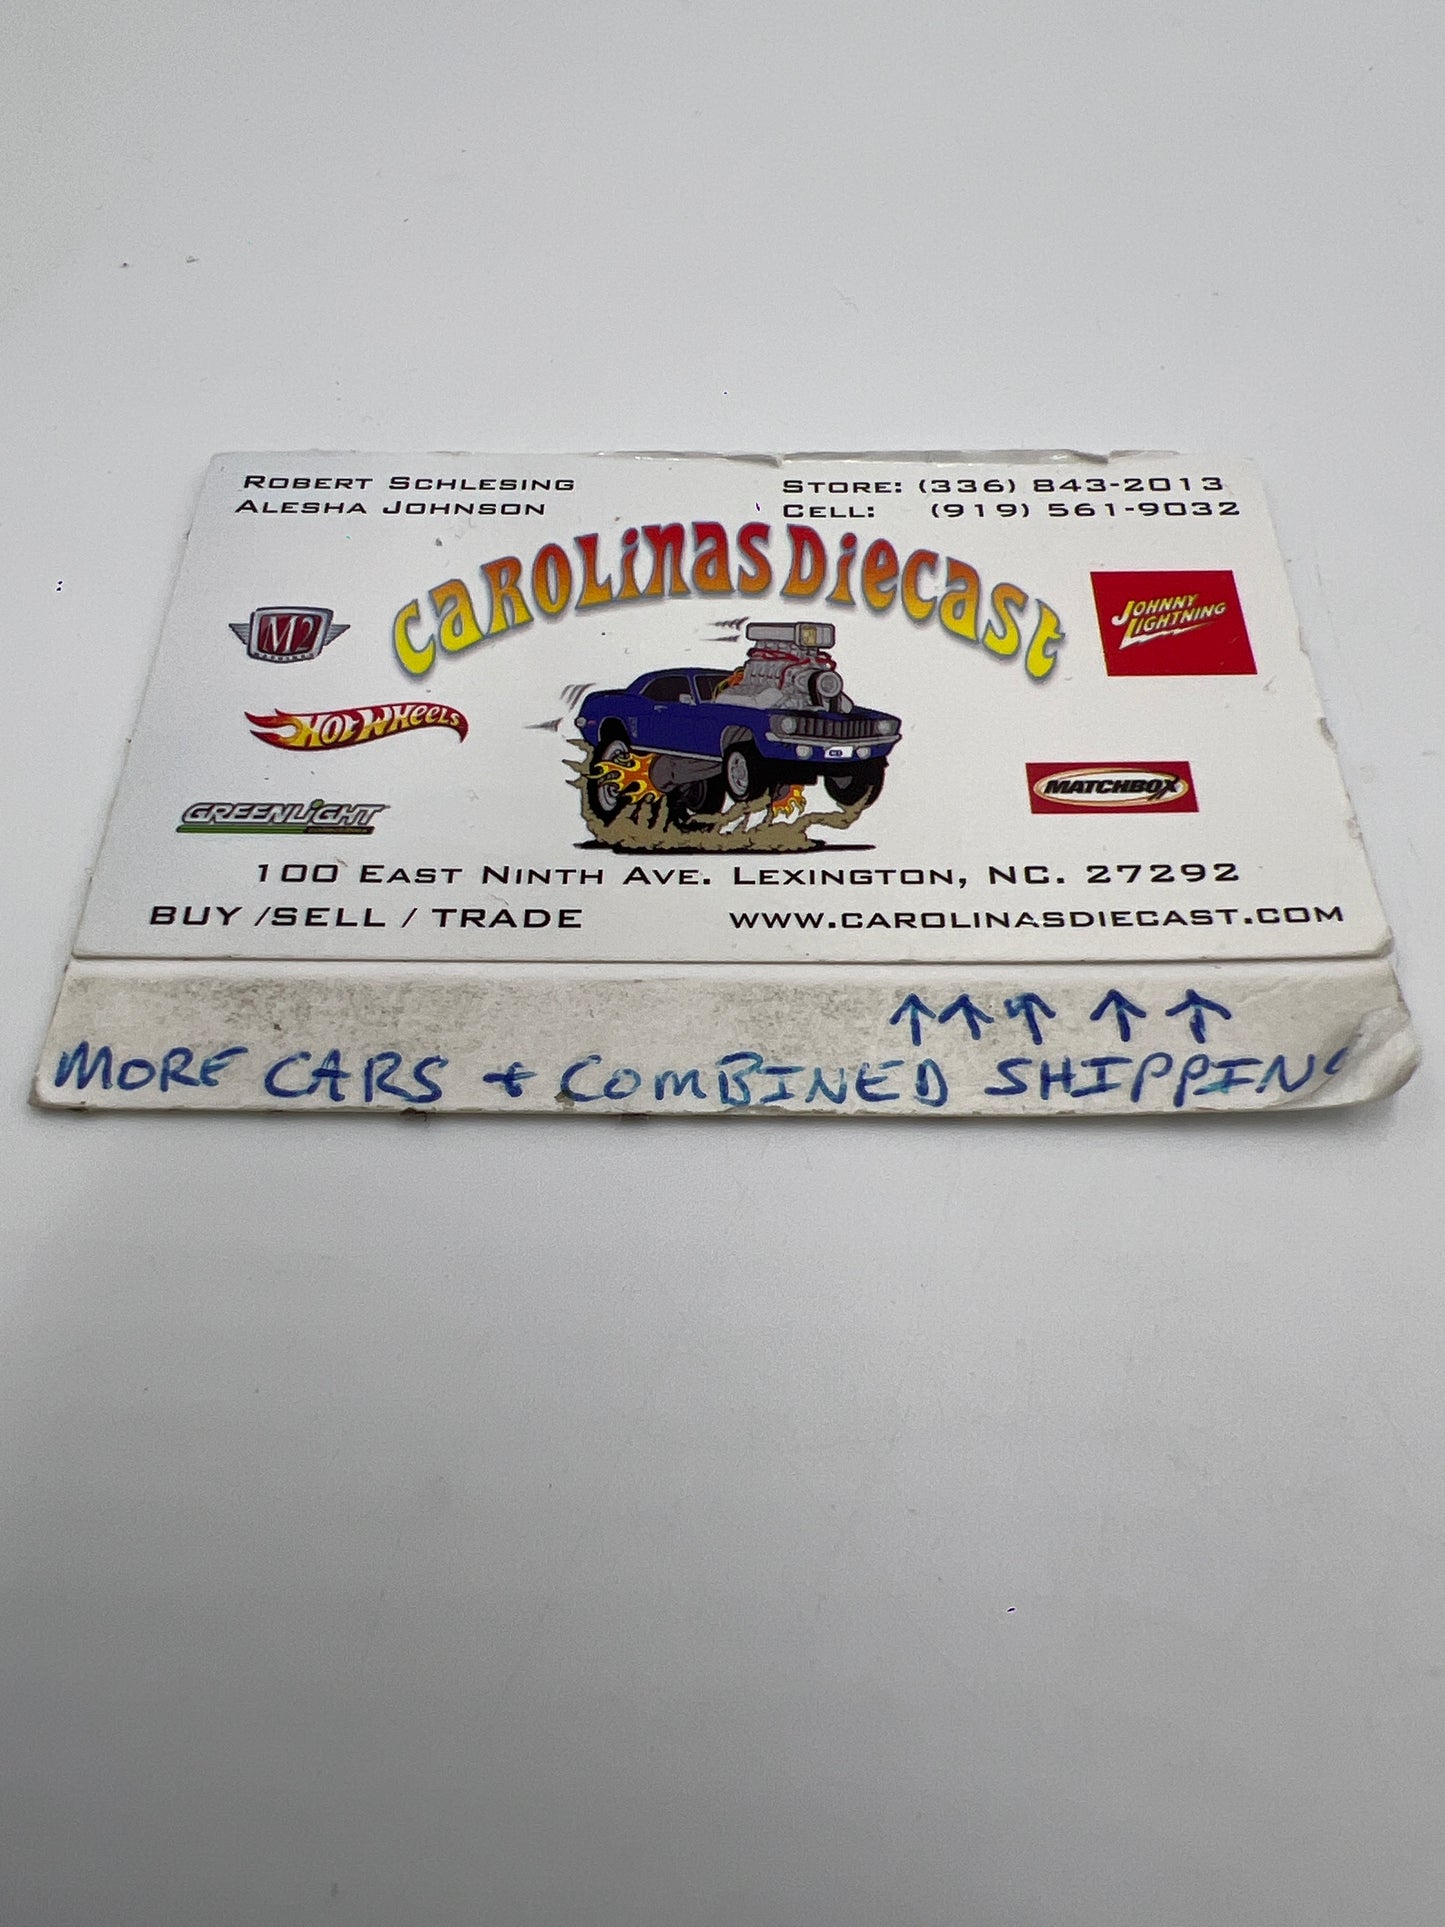 Robert Schlesing
Alesha Johnson
Store: (336) 843-2013
Cell: (919) 561-9032
Carolinas Diecast
M2
Johnny Lightning
Hot Wheels
Matchbox
GREENLiGHT
100 East Ninth Ave. Lexington, NC. 27292
BUY /SELL / TRADE
www.carolinasdiecast.com
↑ ↑ ↑ ↑ ↑
MORE CARS + COMBINED SHIPPING